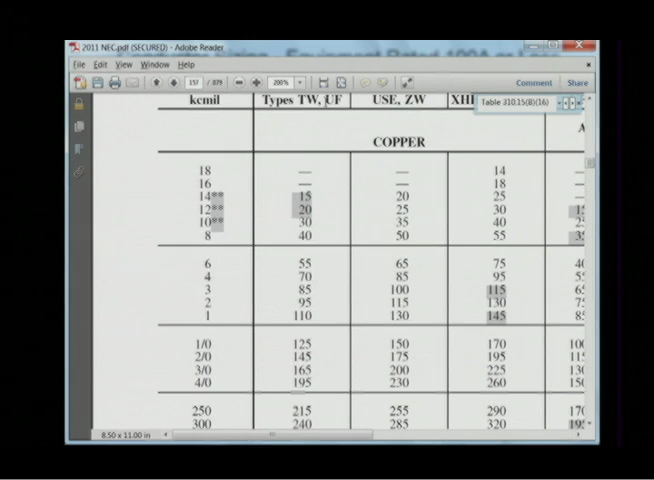 2011 NEC.pdf (SECURED) - Adobe Reader
File Edit View Window Help
157 / 878 200% Comment Share
Table 310.15(B)(16)
kcmil Types TW, UF USE, ZW
COPPER
18 — — 14 —
16 — — 18 —
14** 15 20 25 —
12** 20 25 30
10** 30 35 40
8 40 50 55
6 55 65 75
4 70 85 95
3 85 100 115
2 95 115 130
1 110 130 145
1/0 125 150 170
2/0 145 175 195
3/0 165 200 225
4/0 195 230 260
250 215 255 290
300 240 285 320
8.50 x 11.00 in